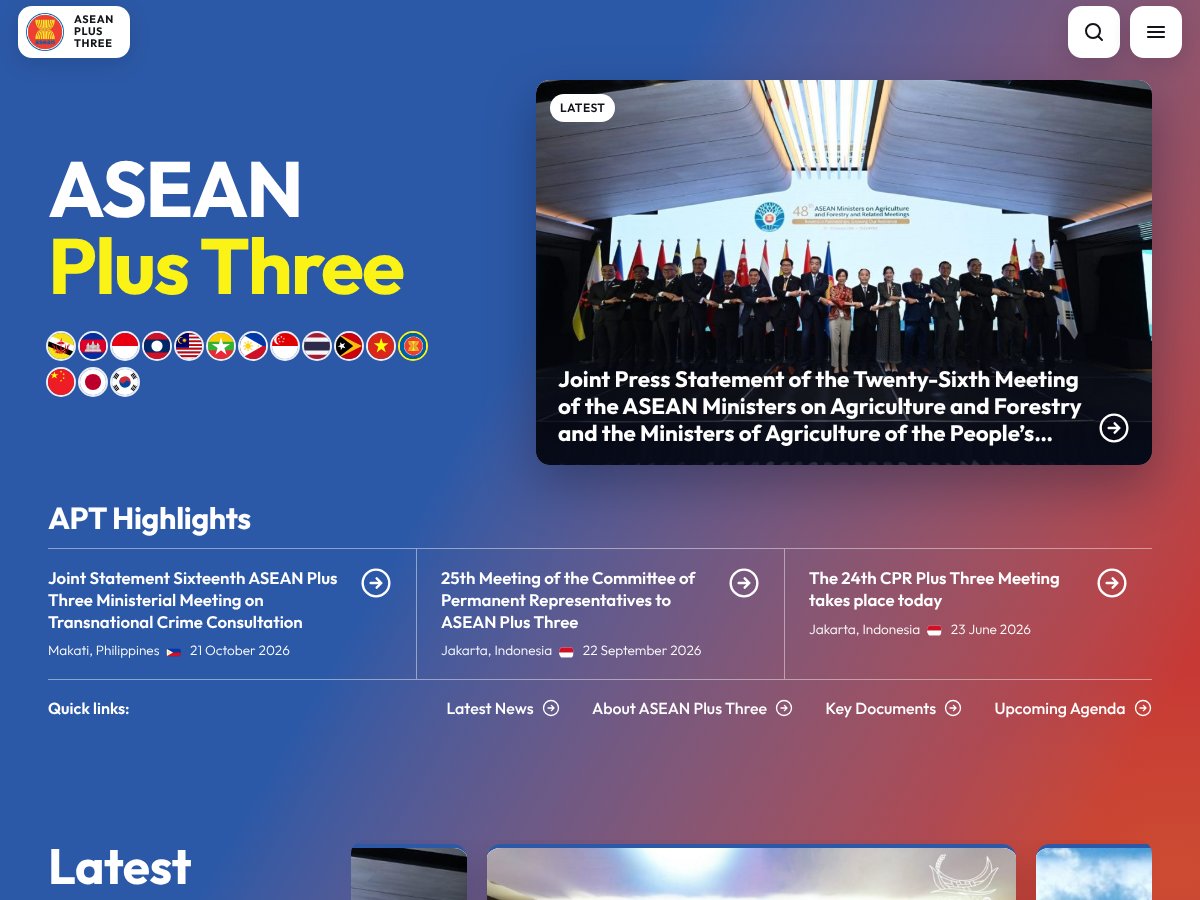 ASEAN
PLUS
THREE
ASEAN
Plus Three
LATEST
48th ASEAN Ministers on Agriculture
and Forestry and Related Meetings
Joint Press Statement of the Twenty-Sixth Meeting
of the ASEAN Ministers on Agriculture and Forestry
and the Ministers of Agriculture of the People’s...
APT Highlights
Joint Statement Sixteenth ASEAN Plus
Three Ministerial Meeting on
Transnational Crime Consultation
Makati, Philippines 21 October 2026
25th Meeting of the Committee of
Permanent Representatives to
ASEAN Plus Three
Jakarta, Indonesia 22 September 2026
The 24th CPR Plus Three Meeting
takes place today
Jakarta, Indonesia 23 June 2026
Quick links:
Latest News
About ASEAN Plus Three
Key Documents
Upcoming Agenda
Latest